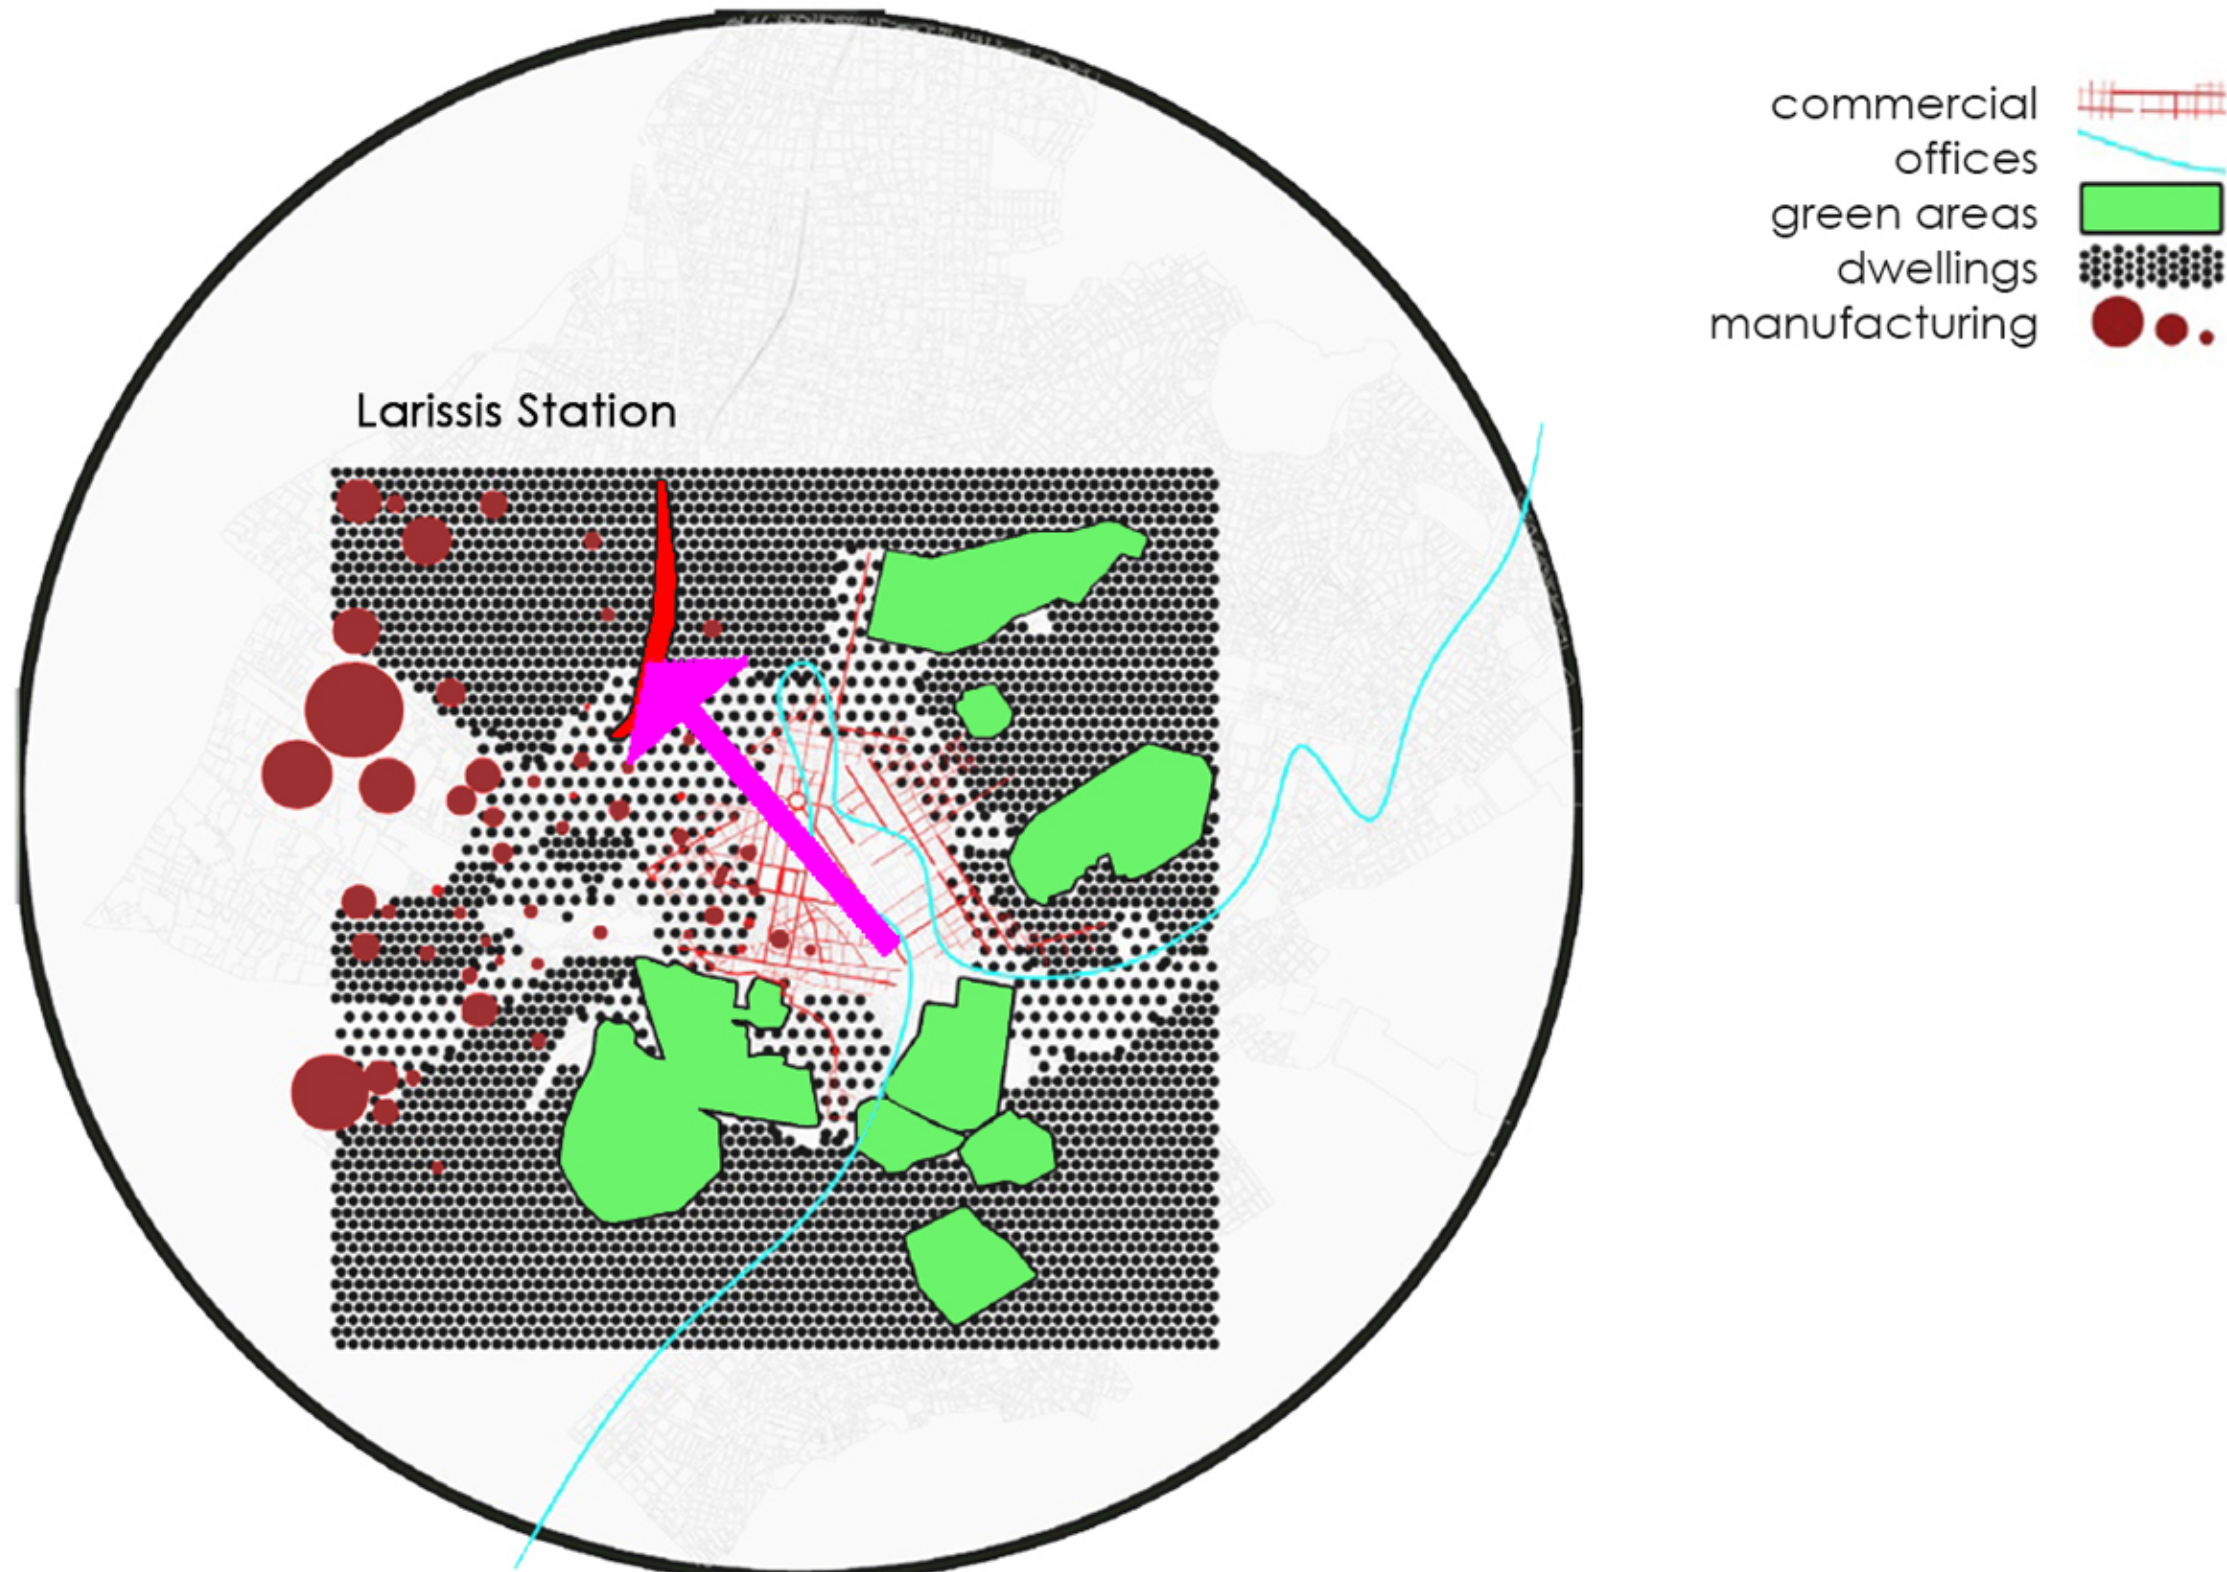 commercial
offices
green areas
dwellings
manufacturing
Larissis Station